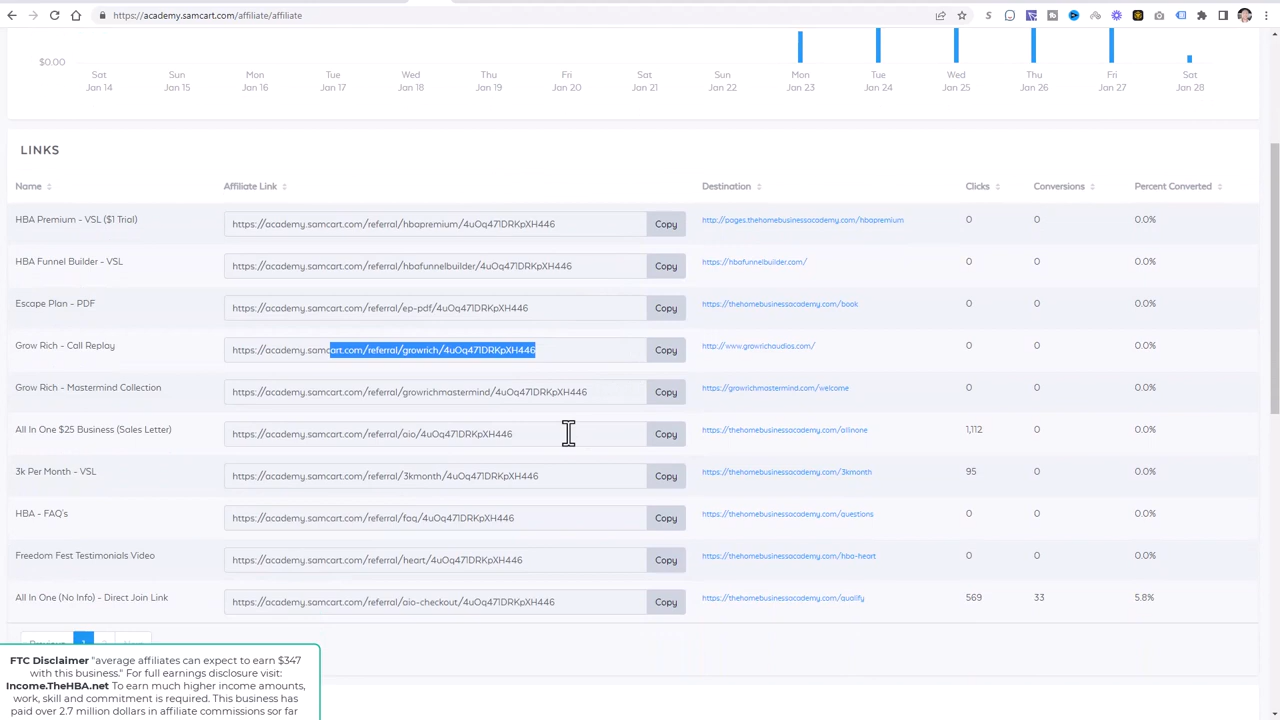 https://academy.samcart.com/affiliate/affiliate
$0.00
Sat Sun Mon Tue Wed Thu Fri Sat Sun Mon Tue Wed Thu Fri Sat
Jan 14 Jan 15 Jan 16 Jan 17 Jan 18 Jan 19 Jan 20 Jan 21 Jan 22 Jan 23 Jan 24 Jan 25 Jan 26 Jan 27 Jan 28
LINKS
Name Affiliate Link Destination Clicks Conversions Percent Converted
HBA Premium - VSL ($1 Trial) https://academy.samcart.com/referral/hbapremium/4uOq471DRKpXH446 Copy http://pages.thehomebusinessacademy.com/hbapremium 0 0 0.0%
HBA Funnel Builder - VSL https://academy.samcart.com/referral/hbafunnelbuilder/4uOq471DRKpXH446 Copy https://hbafunnelbuilder.com/ 0 0 0.0%
Escape Plan - PDF https://academy.samcart.com/referral/ep-pdf/4uOq471DRKpXH446 Copy https://thehomebusinessacademy.com/book 0 0 0.0%
Grow Rich - Call Replay https://academy.samcart.com/referral/growrich/4uOq471DRKpXH446 Copy http://www.growrichaudios.com/ 0 0 0.0%
Grow Rich - Mastermind Collection https://academy.samcart.com/referral/growrichmastermind/4uOq471DRKpXH446 Copy https://growrichmastermind.com/welcome 0 0 0.0%
All In One $25 Business (Sales Letter) https://academy.samcart.com/referral/aio/4uOq471DRKpXH446 Copy https://thehomebusinessacademy.com/allinone 1,112 0 0.0%
3k Per Month - VSL https://academy.samcart.com/referral/3kmonth/4uOq471DRKpXH446 Copy https://thehomebusinessacademy.com/3kmonth 95 0 0.0%
HBA - FAQ's https://academy.samcart.com/referral/faq/4uOq471DRKpXH446 Copy https://thehomebusinessacademy.com/questions 0 0 0.0%
Freedom Fest Testimonials Video https://academy.samcart.com/referral/heart/4uOq471DRKpXH446 Copy https://thehomebusinessacademy.com/hba-heart 0 0 0.0%
All In One (No Info) - Direct Join Link https://academy.samcart.com/referral/aio-checkout/4uOq471DRKpXH446 Copy https://thehomebusinessacademy.com/qualify 569 33 5.8%
1
FTC Disclaimer "average affiliates can expect to earn $347
with this business." For full earnings disclosure visit:
Income.TheHBA.net To earn much higher income amounts,
work, skill and commitment is required. This business has
paid over 2.7 million dollars in affiliate commissions sor far